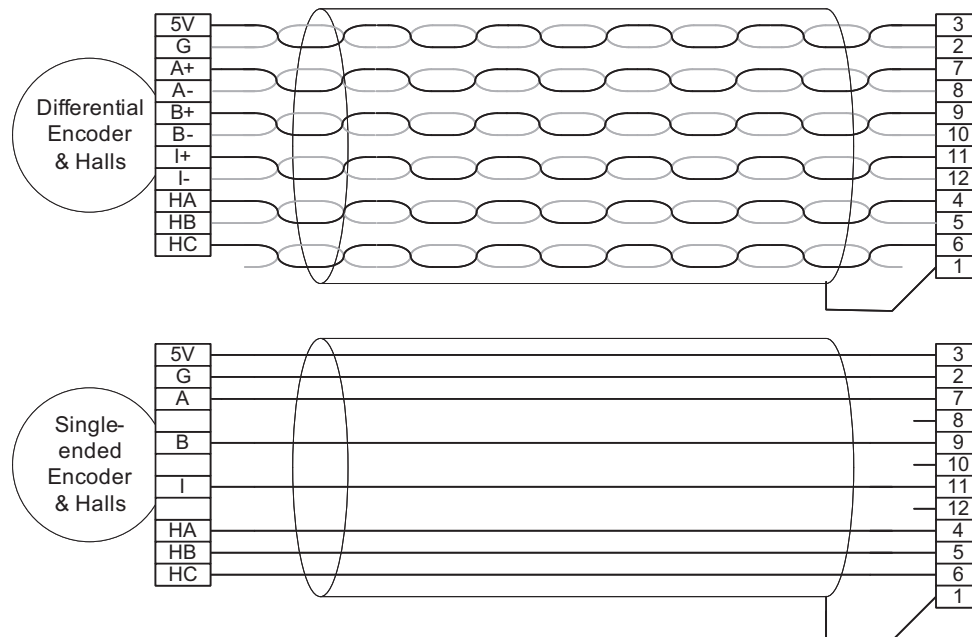 5V 3
G 2
A+ 7
A- 8
B+ 9
B- 10
I+ 11
I- 12
HA 4
HB 5
HC 6
1
Differential
Encoder
& Halls
5V 3
G 2
A 7
8
B 9
10
I 11
12
HA 4
HB 5
HC 6
1
Single-
ended
Encoder
& Halls